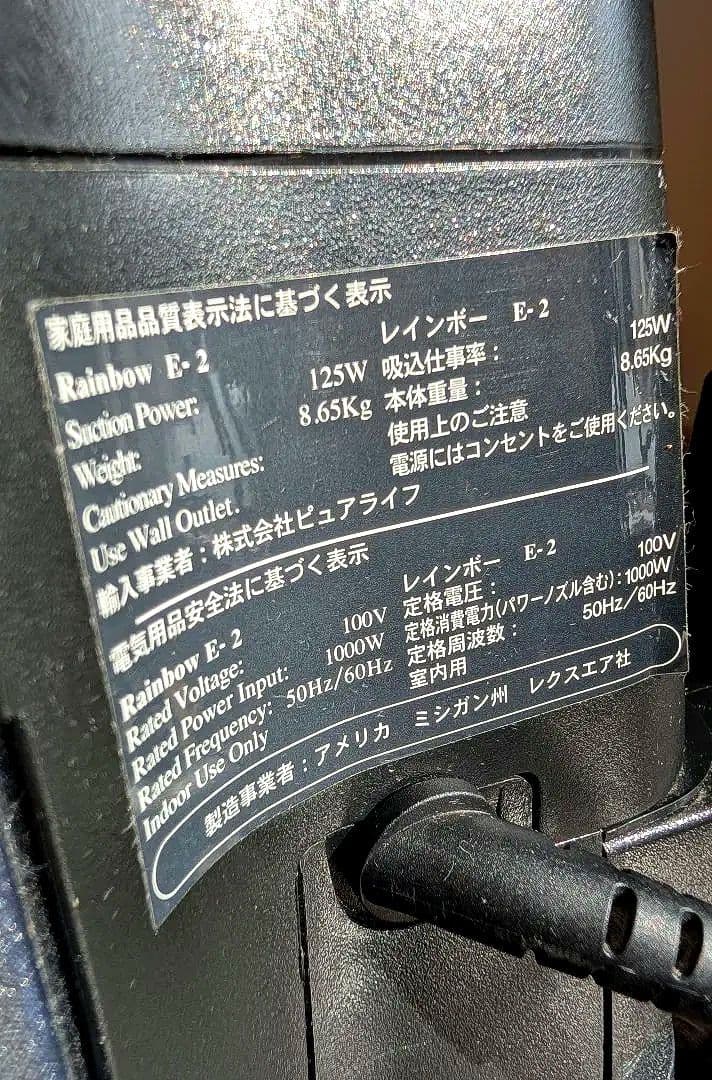 家庭用品品質表示法に基づく表示
Rainbow E-2
Suction Power: 125W
Weight: 8.65Kg
Cautionary Measures:
Use Wall Outlet.
レインボー E-2
吸込仕事率: 125W
本体重量: 8.65Kg
使用上のご注意
電源にはコンセントをご使用ください。
輸入事業者:株式会社ピュアライフ
電気用品安全法に基づく表示
Rainbow E-2
Rated Voltage: 100V
Rated Power Input: 1000W
Rated Frequency: 50Hz/60Hz
Indoor Use Only
レインボー E-2
定格電圧: 100V
定格消費電力(パワーノズル含む):1000W
定格周波数: 50Hz/60Hz
室内用
製造事業者:アメリカ ミシガン州 レクスエア社